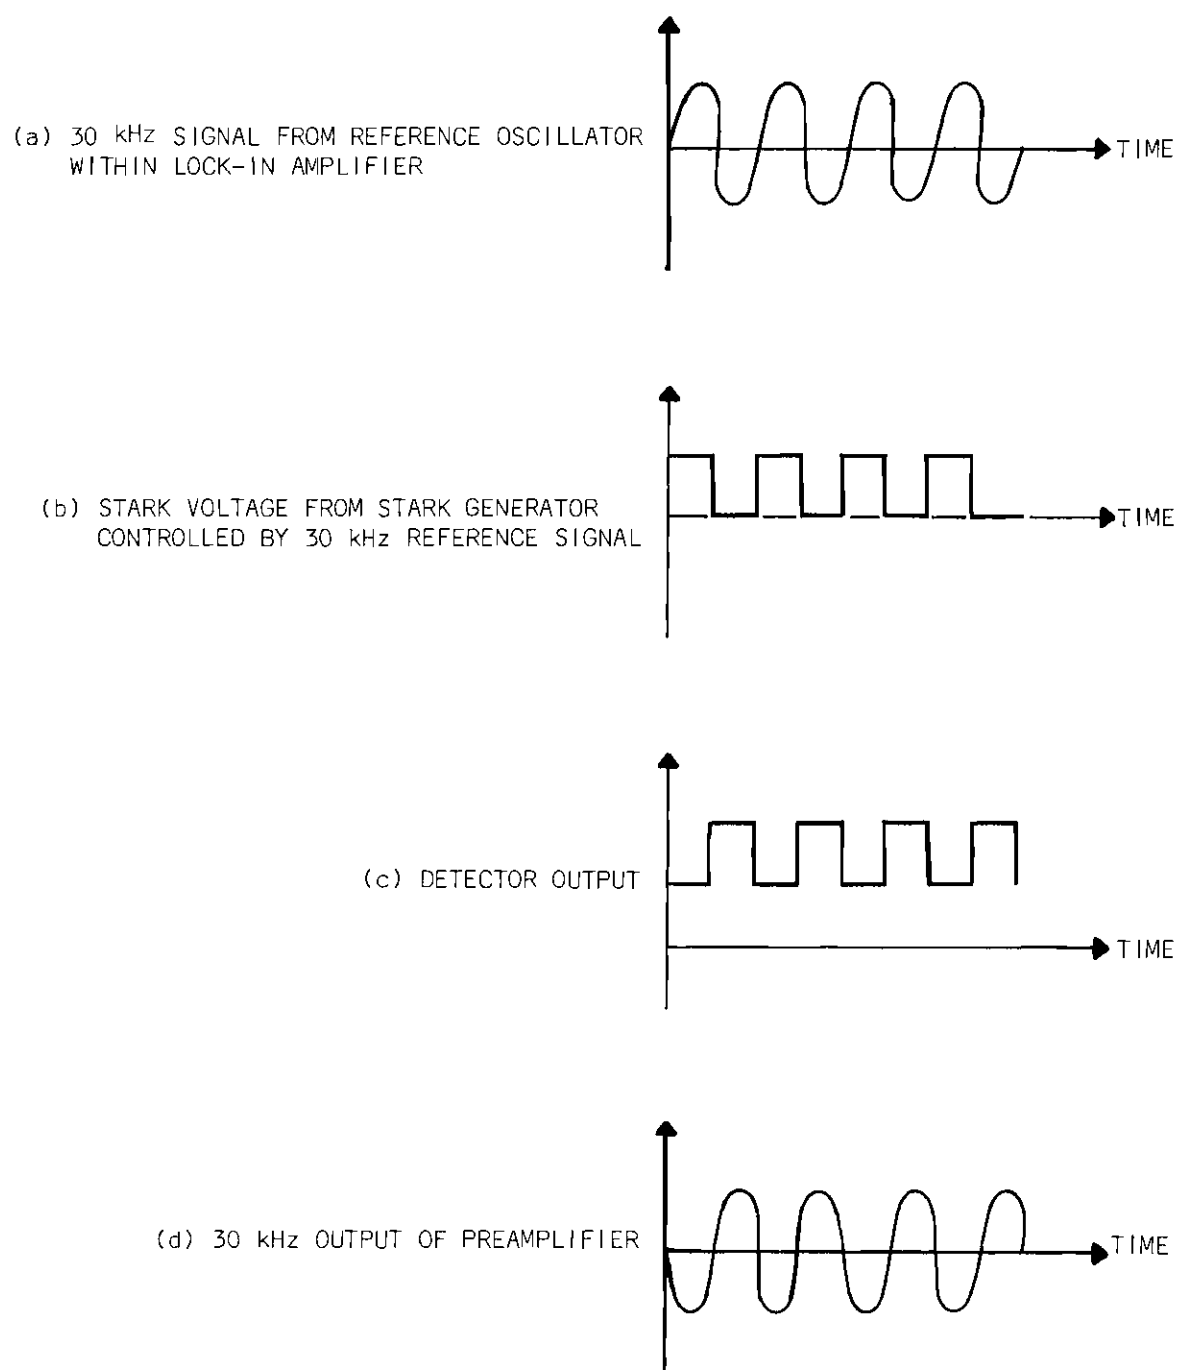 (a) 30 kHz SIGNAL FROM REFERENCE OSCILLATOR
WITHIN LOCK-IN AMPLIFIER
TIME
(b) STARK VOLTAGE FROM STARK GENERATOR
CONTROLLED BY 30 kHz REFERENCE SIGNAL
TIME
(c) DETECTOR OUTPUT
TIME
(d) 30 kHz OUTPUT OF PREAMPLIFIER
TIME